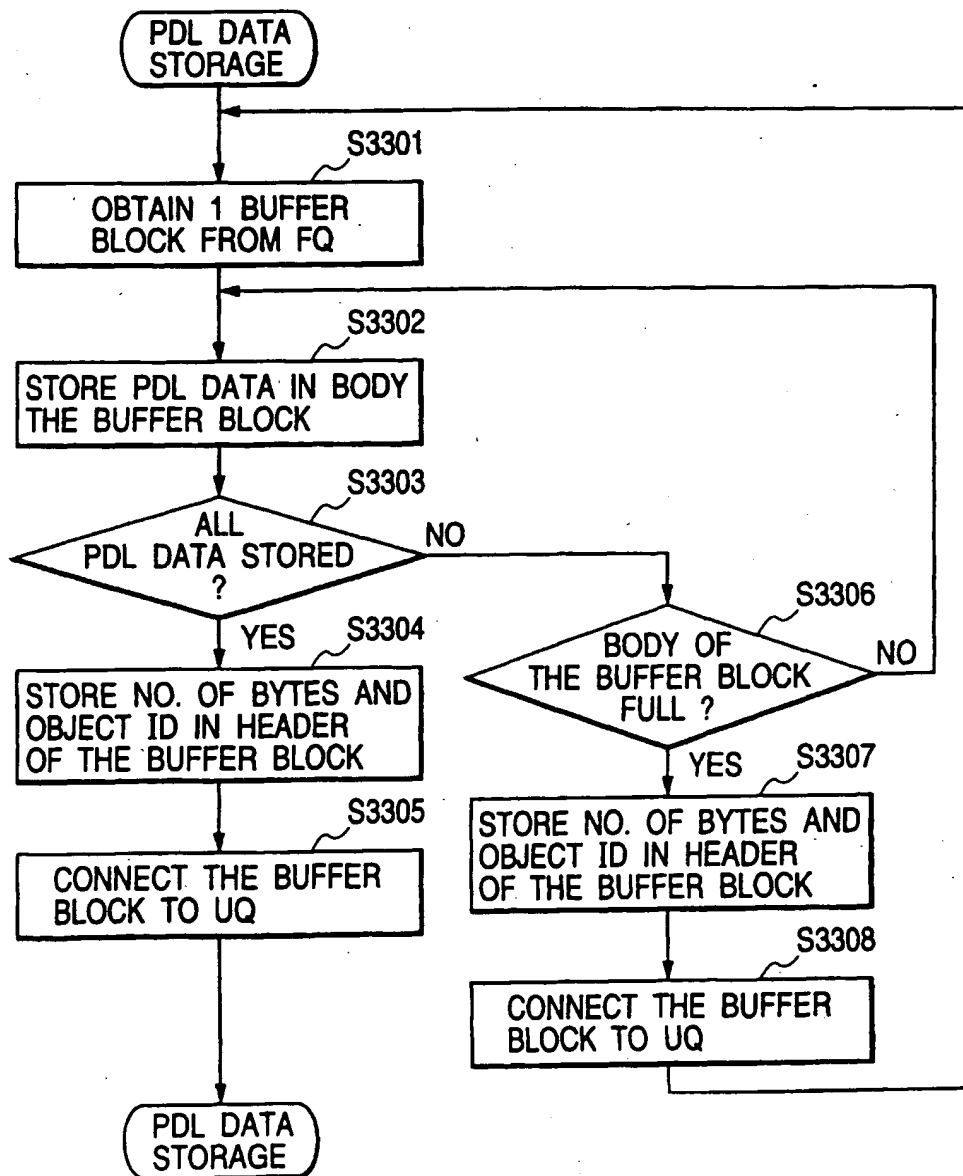 PDL DATA
STORAGE
S3301
OBTAIN 1 BUFFER
BLOCK FROM FQ
S3302
STORE PDL DATA IN BODY
THE BUFFER BLOCK
S3303
ALL
PDL DATA STORED
?
NO
YES
S3304
STORE NO. OF BYTES AND
OBJECT ID IN HEADER
OF THE BUFFER BLOCK
S3305
CONNECT THE BUFFER
BLOCK TO UQ
PDL DATA
STORAGE
S3306
BODY OF
THE BUFFER BLOCK
FULL ?
NO
YES
S3307
STORE NO. OF BYTES AND
OBJECT ID IN HEADER
OF THE BUFFER BLOCK
S3308
CONNECT THE BUFFER
BLOCK TO UQ